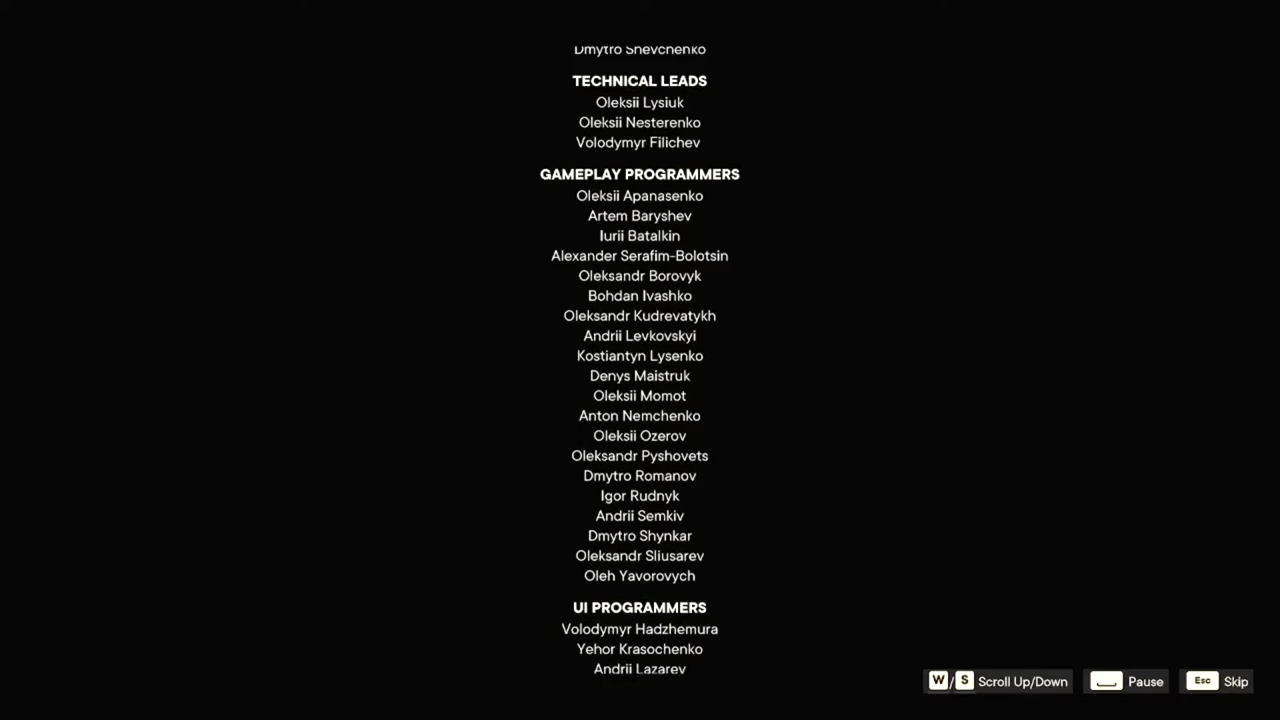 Dmytro Shevchenko
TECHNICAL LEADS
Oleksii Lysiuk
Oleksii Nesterenko
Volodymyr Filichev
GAMEPLAY PROGRAMMERS
Oleksii Apanasenko
Artem Baryshev
Iurii Batalkin
Alexander Serafim-Bolotsin
Oleksandr Borovyk
Bohdan Ivashko
Oleksandr Kudrevatykh
Andrii Levkovskyi
Kostiantyn Lysenko
Denys Maistruk
Oleksii Momot
Anton Nemchenko
Oleksii Ozerov
Oleksandr Pyshovets
Dmytro Romanov
Igor Rudnyk
Andrii Semkiv
Dmytro Shynkar
Oleksandr Sliusarev
Oleh Yavorovych
UI PROGRAMMERS
Volodymyr Hadzhemura
Yehor Krasochenko
Andrii Lazarev
W/S Scroll Up/Down Pause Esc Skip